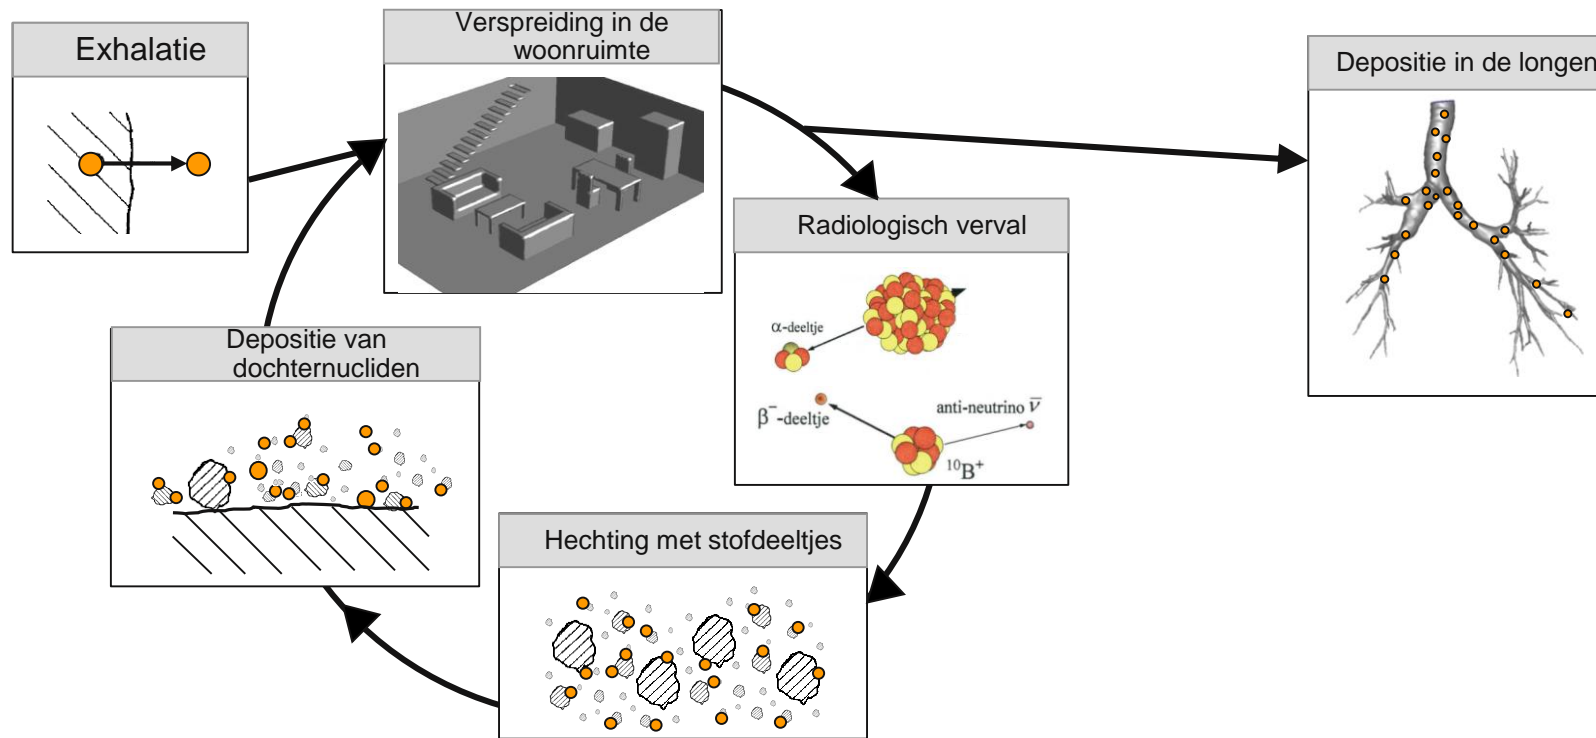 Exhalatie
Verspreiding in de
woonruimte
Depositie in de longen
Radiologisch verval
α-deeltje
β⁻-deeltje
anti-neutrino ν̅
¹⁰B⁺
Depositie van
dochternucliden
Hechting met stofdeeltjes